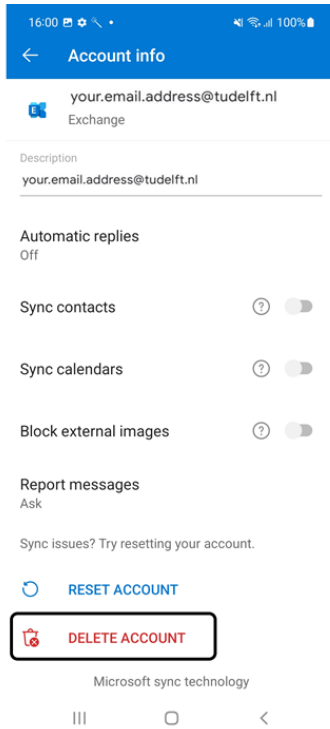 16:00
100%
Account info
your.email.address@tudelft.nl
Exchange
Description
your.email.address@tudelft.nl
Automatic replies
Off
Sync contacts
?
Sync calendars
?
Block external images
?
Report messages
Ask
Sync issues? Try resetting your account.
RESET ACCOUNT
DELETE ACCOUNT
Microsoft sync technology